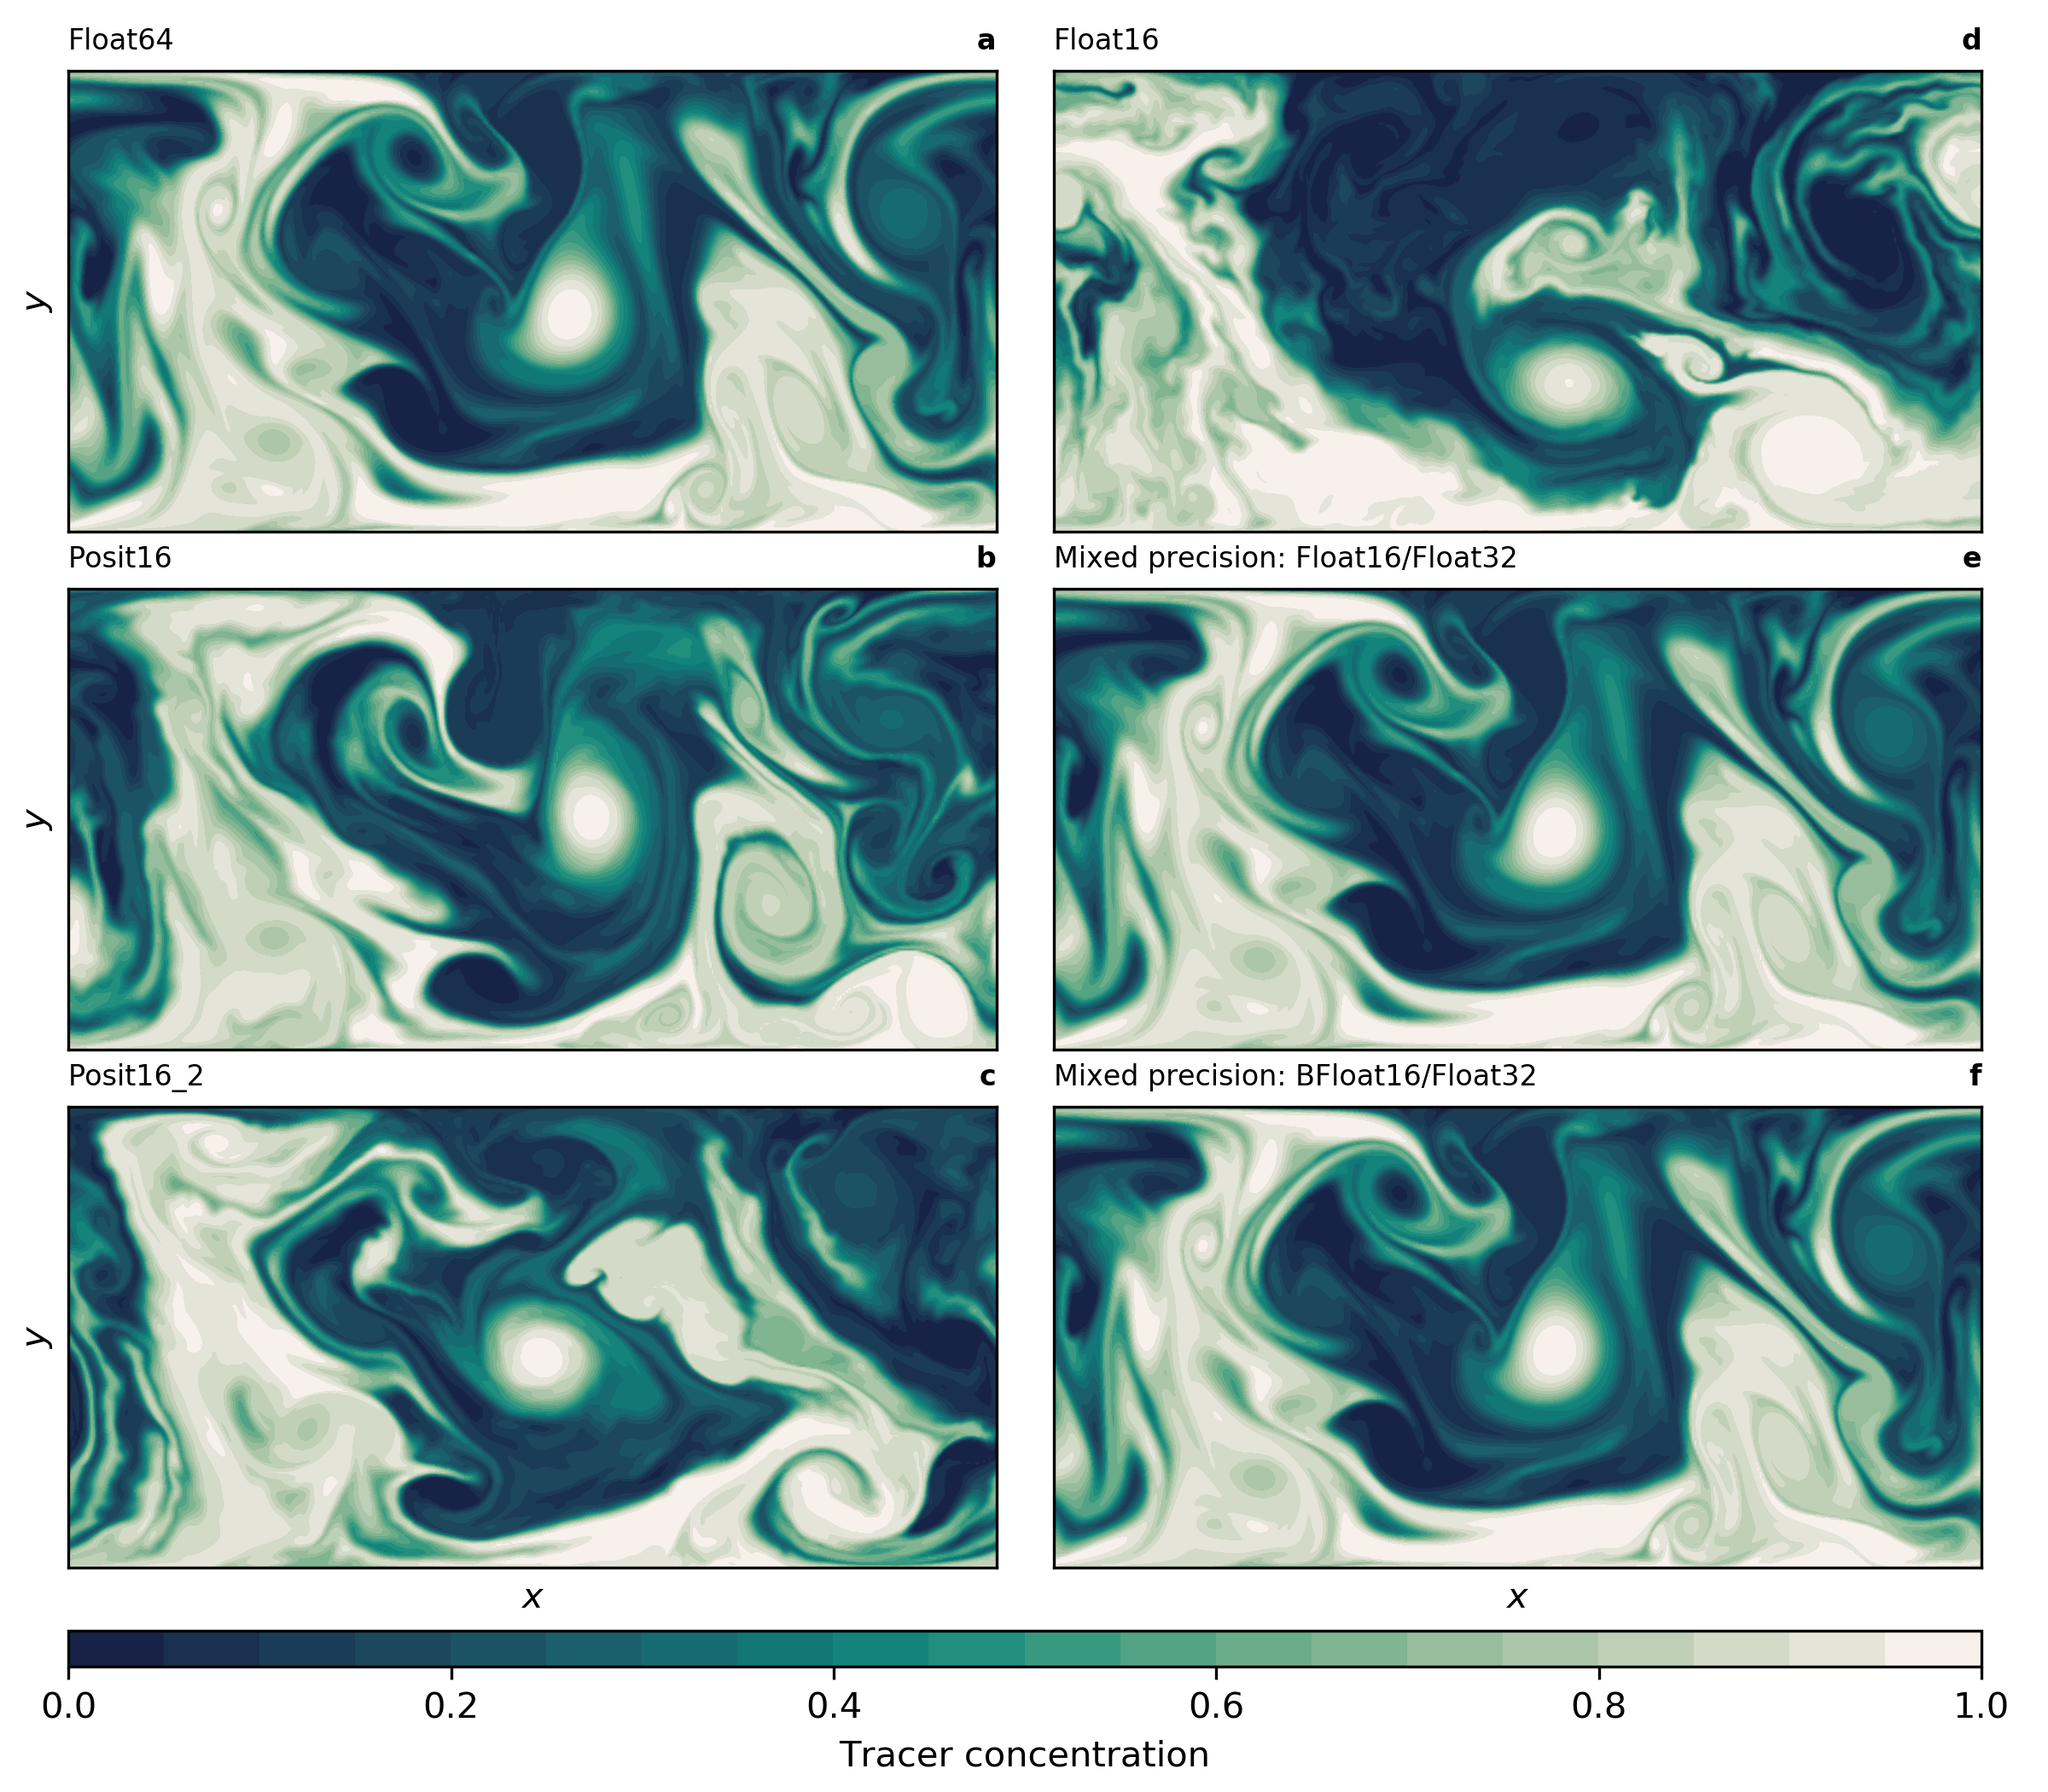 Float64 a
Float16 d
y
Posit16 b
Mixed precision: Float16/Float32 e
y
Posit16_2 c
Mixed precision: BFloat16/Float32 f
y
x x
0.0 0.2 0.4 0.6 0.8 1.0
Tracer concentration